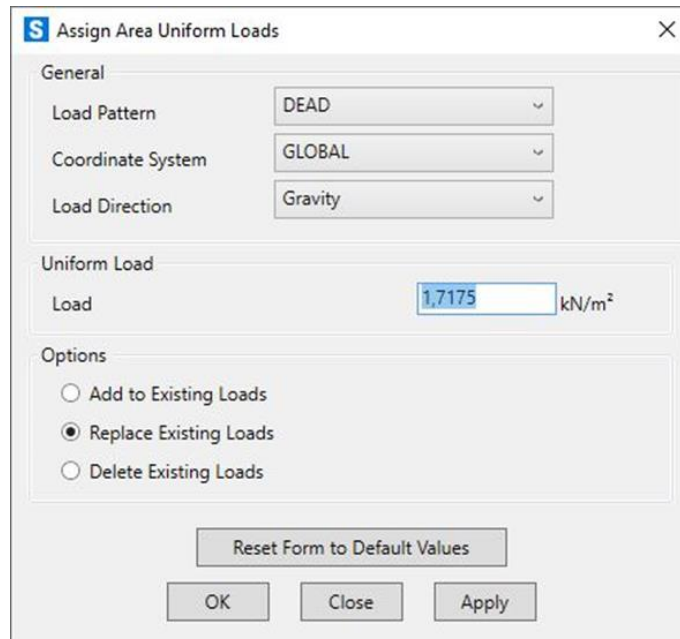 S Assign Area Uniform Loads
General
Load Pattern DEAD
Coordinate System GLOBAL
Load Direction Gravity
Uniform Load
Load 1,7175 kN/m²
Options
Add to Existing Loads
Replace Existing Loads
Delete Existing Loads
Reset Form to Default Values
OK Close Apply